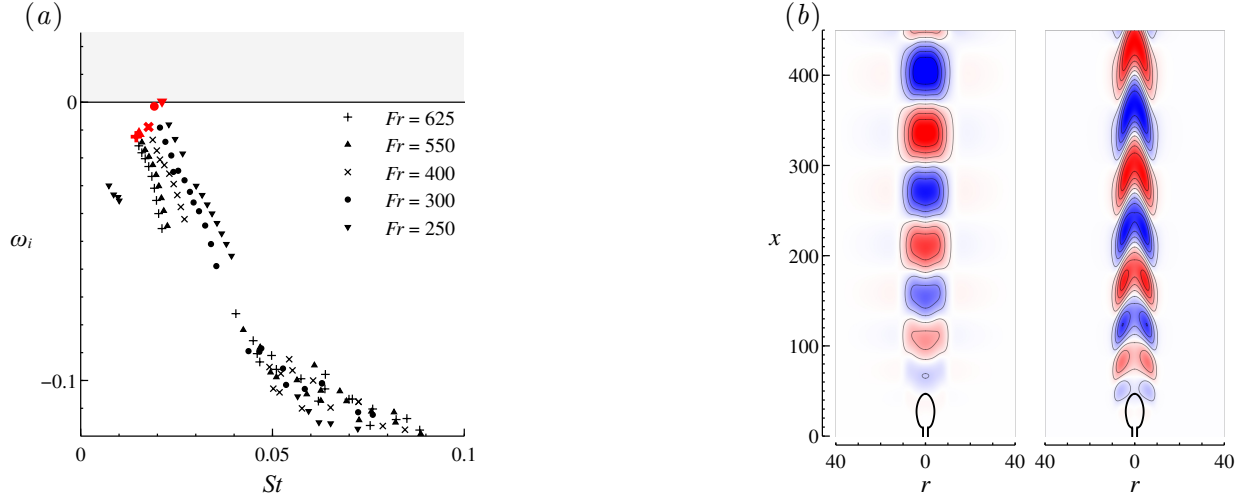 (a)
0
−0.1
ω_i
Fr = 625
Fr = 550
Fr = 400
Fr = 300
Fr = 250
0
0.05
0.1
St
(b)
400
300
x
200
100
0
40
0
40
40
0
40
r
r